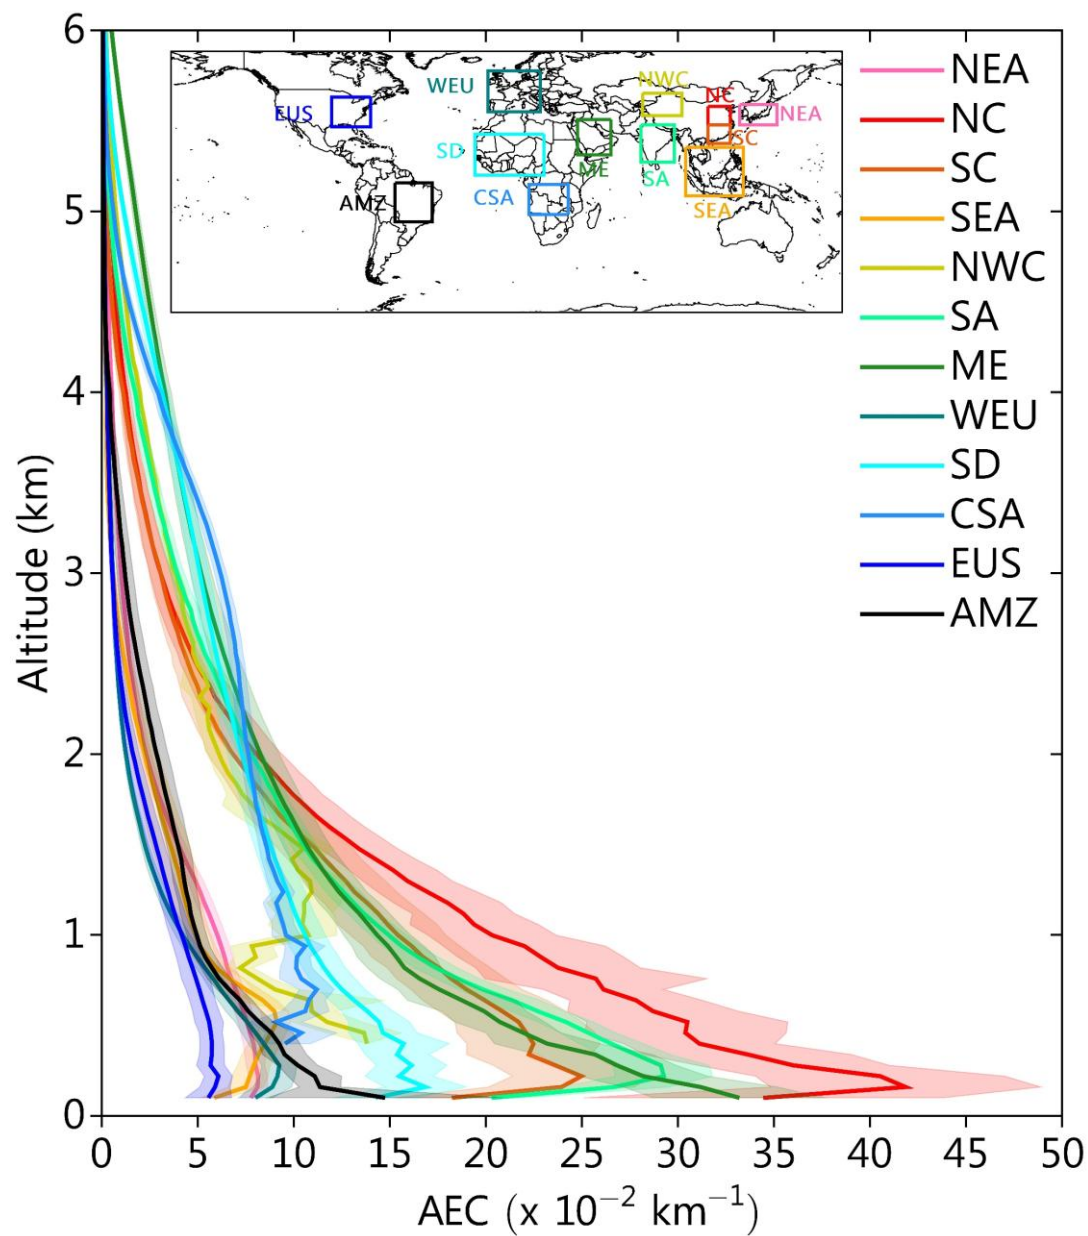 6
5
4
3
2
1
0
Altitude (km)
0 5 10 15 20 25 30 35 40 45 50
AEC (x 10⁻² km⁻¹)
WEU
EUS
SD
AMZ
CSA
ME
NWC
NC
NEA
SC
SA
SEA
NEA
NC
SC
SEA
NWC
SA
ME
WEU
SD
CSA
EUS
AMZ